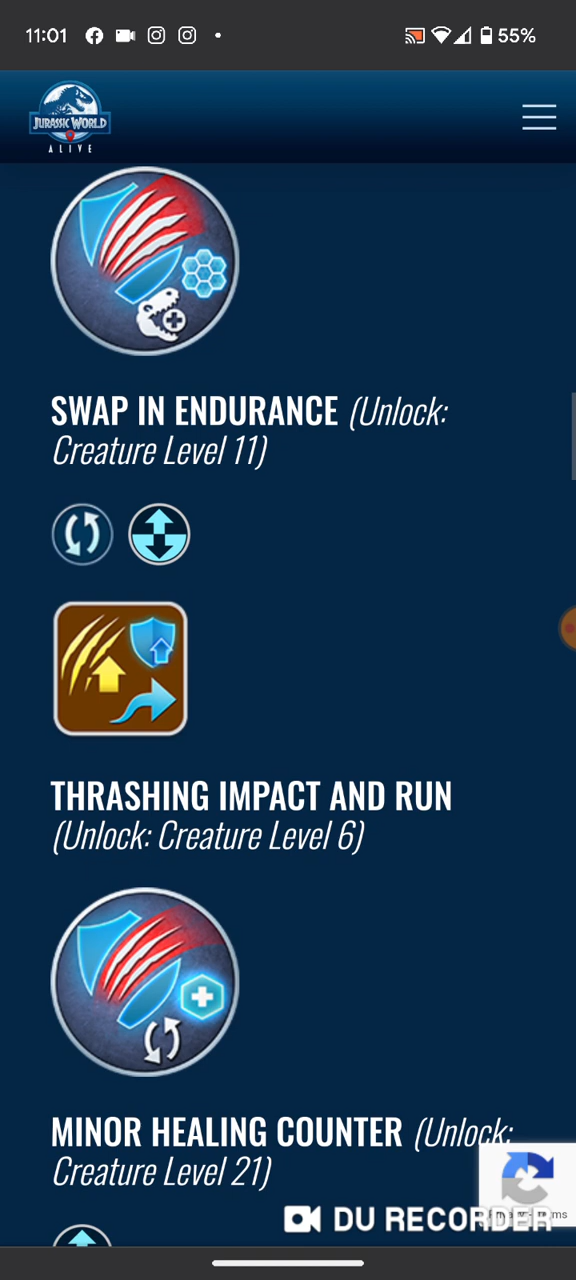 11:01
55%
JURASSIC WORLD
ALIVE
SWAP IN ENDURANCE (Unlock:
Creature Level 11)
THRASHING IMPACT AND RUN
(Unlock: Creature Level 6)
MINOR HEALING COUNTER (Unlock:
Creature Level 21)
DU RECORDER